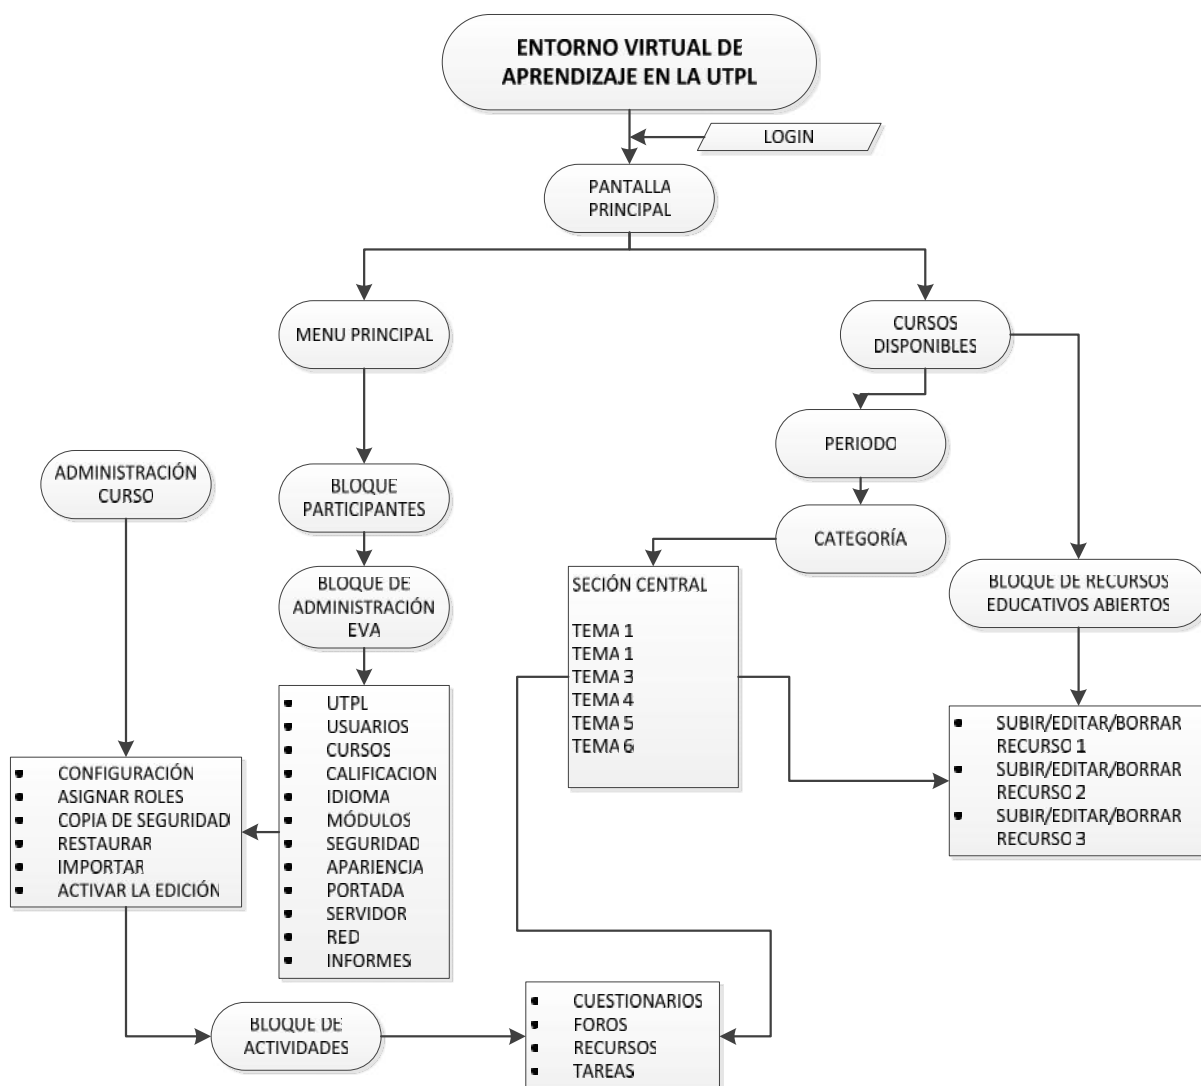 ENTORNO VIRTUAL DE
APRENDIZAJE EN LA UTPL
LOGIN
PANTALLA
PRINCIPAL
MENU PRINCIPAL
CURSOS
DISPONIBLES
PERIODO
ADMINISTRACIÓN
CURSO
BLOQUE
PARTICIPANTES
CATEGORÍA
BLOQUE DE
ADMINISTRACIÓN
EVA
SECIÓN CENTRAL
TEMA 1
TEMA 1
TEMA 3
TEMA 4
TEMA 5
TEMA 6
BLOQUE DE RECURSOS
EDUCATIVOS ABIERTOS
UTPL
USUARIOS
CURSOS
CALIFICACION
IDIOMA
MÓDULOS
SEGURIDAD
APARIENCIA
PORTADA
SERVIDOR
RED
INFORMES
SUBIR/EDITAR/BORRAR
RECURSO 1
SUBIR/EDITAR/BORRAR
RECURSO 2
SUBIR/EDITAR/BORRAR
RECURSO 3
CONFIGURACIÓN
ASIGNAR ROLES
COPIA DE SEGURIDAD
RESTAURAR
IMPORTAR
ACTIVAR LA EDICIÓN
BLOQUE DE
ACTIVIDADES
CUESTIONARIOS
FOROS
RECURSOS
TAREAS